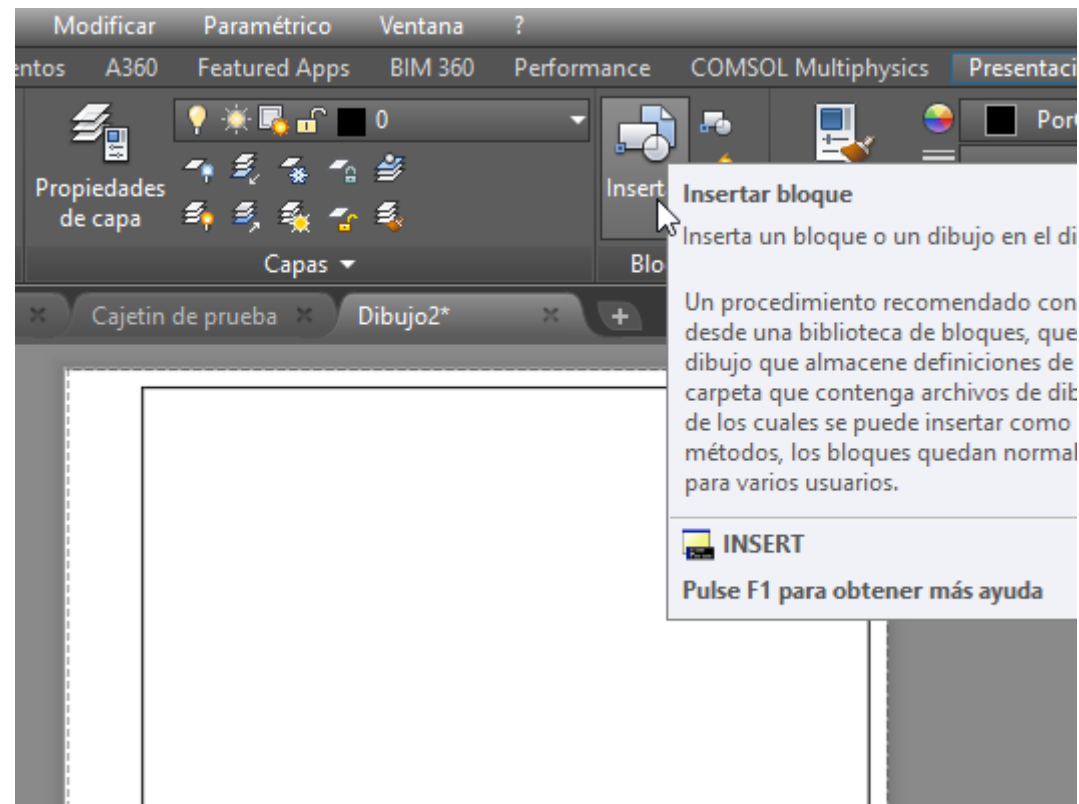 Modificar Paramétrico Ventana ?
entos A360 Featured Apps BIM 360 Performance COMSOL Multiphysics Presentaci
0
Propiedades
de capa
Insert
Capas
Blo
Cajetin de prueba Dibujo2*
Insertar bloque
Inserta un bloque o un dibujo en el di
Un procedimiento recomendado con
desde una biblioteca de bloques, que
dibujo que almacene definiciones de
carpeta que contenga archivos de dib
de los cuales se puede insertar como
métodos, los bloques quedan normal
para varios usuarios.
INSERT
Pulse F1 para obtener más ayuda